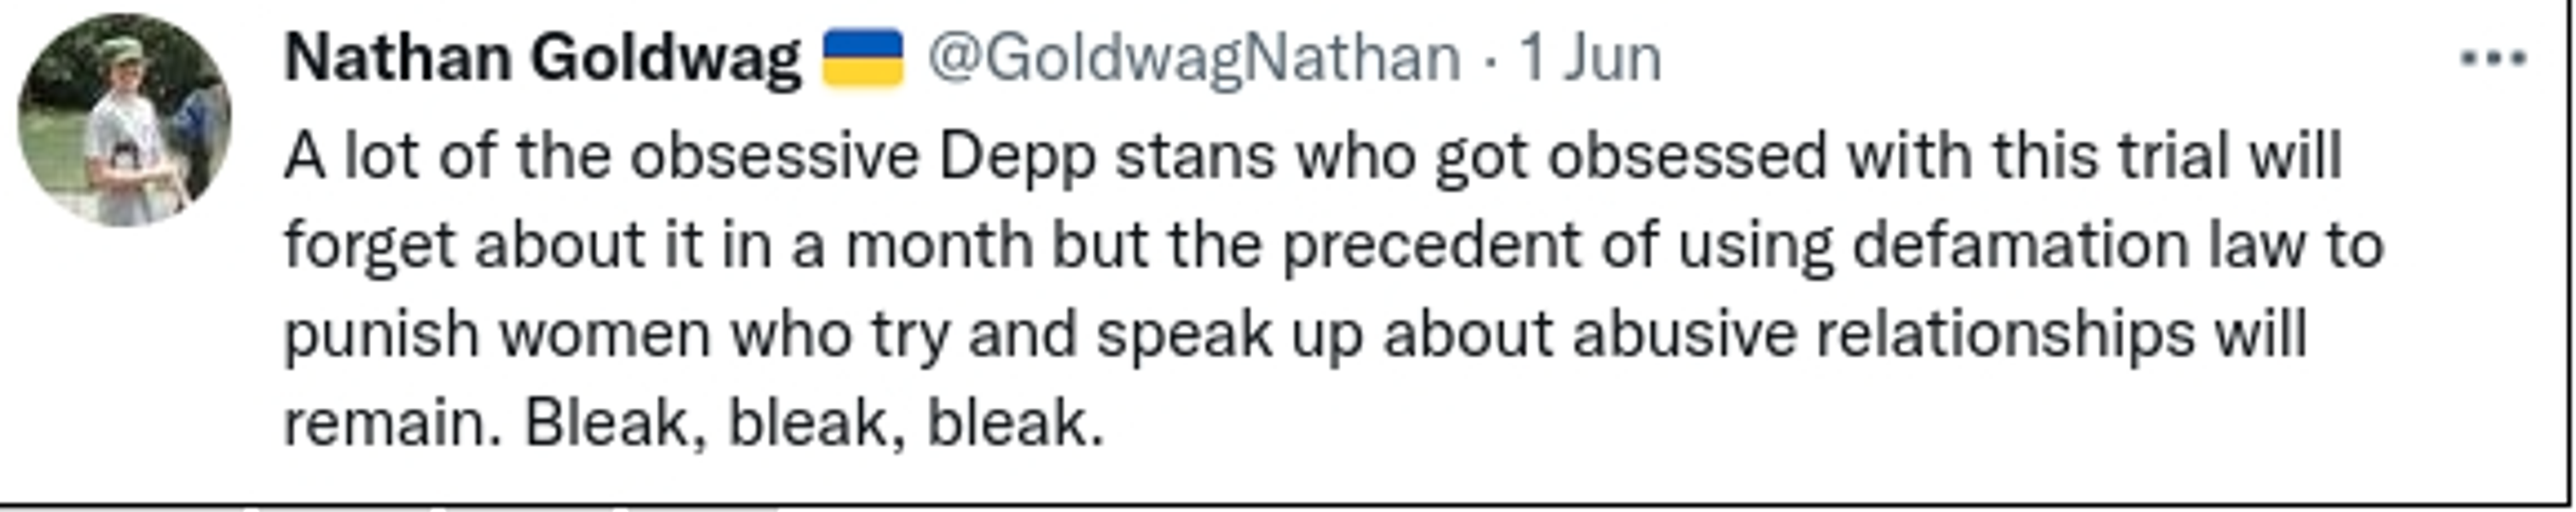 Nathan Goldwag 🇺🇦 @GoldwagNathan · 1 Jun
A lot of the obsessive Depp stans who got obsessed with this trial will
forget about it in a month but the precedent of using defamation law to
punish women who try and speak up about abusive relationships will
remain. Bleak, bleak, bleak.